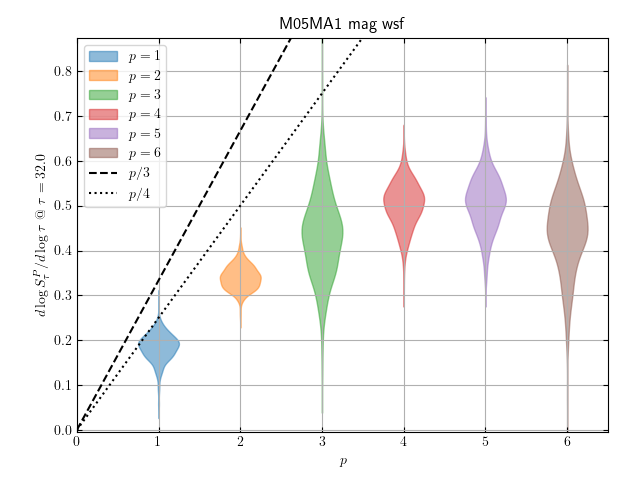 M05MA1 mag wsf
d log S_τ^P / d log τ @ τ = 32.0
0.8
0.7
0.6
0.5
0.4
0.3
0.2
0.1
0.0
p = 1
p = 2
p = 3
p = 4
p = 5
p = 6
p/3
p/4
0 1 2 3 4 5 6
p